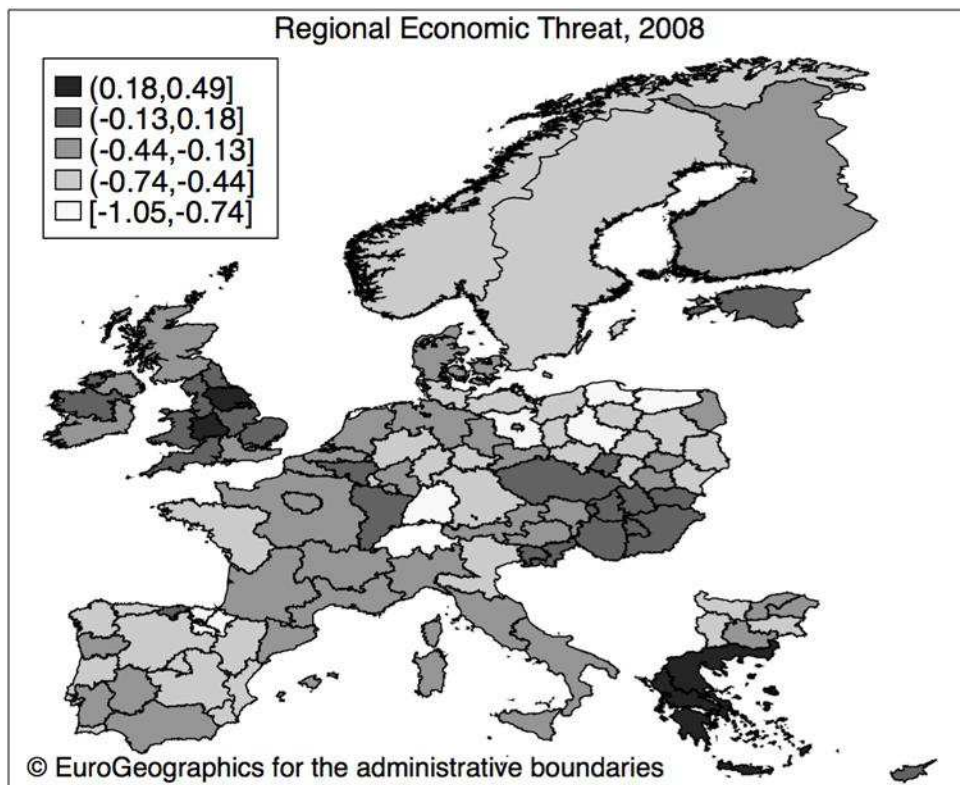 Regional Economic Threat, 2008
(0.18,0.49]
(-0.13,0.18]
(-0.44,-0.13]
(-0.74,-0.44]
[-1.05,-0.74]
© EuroGeographics for the administrative boundaries